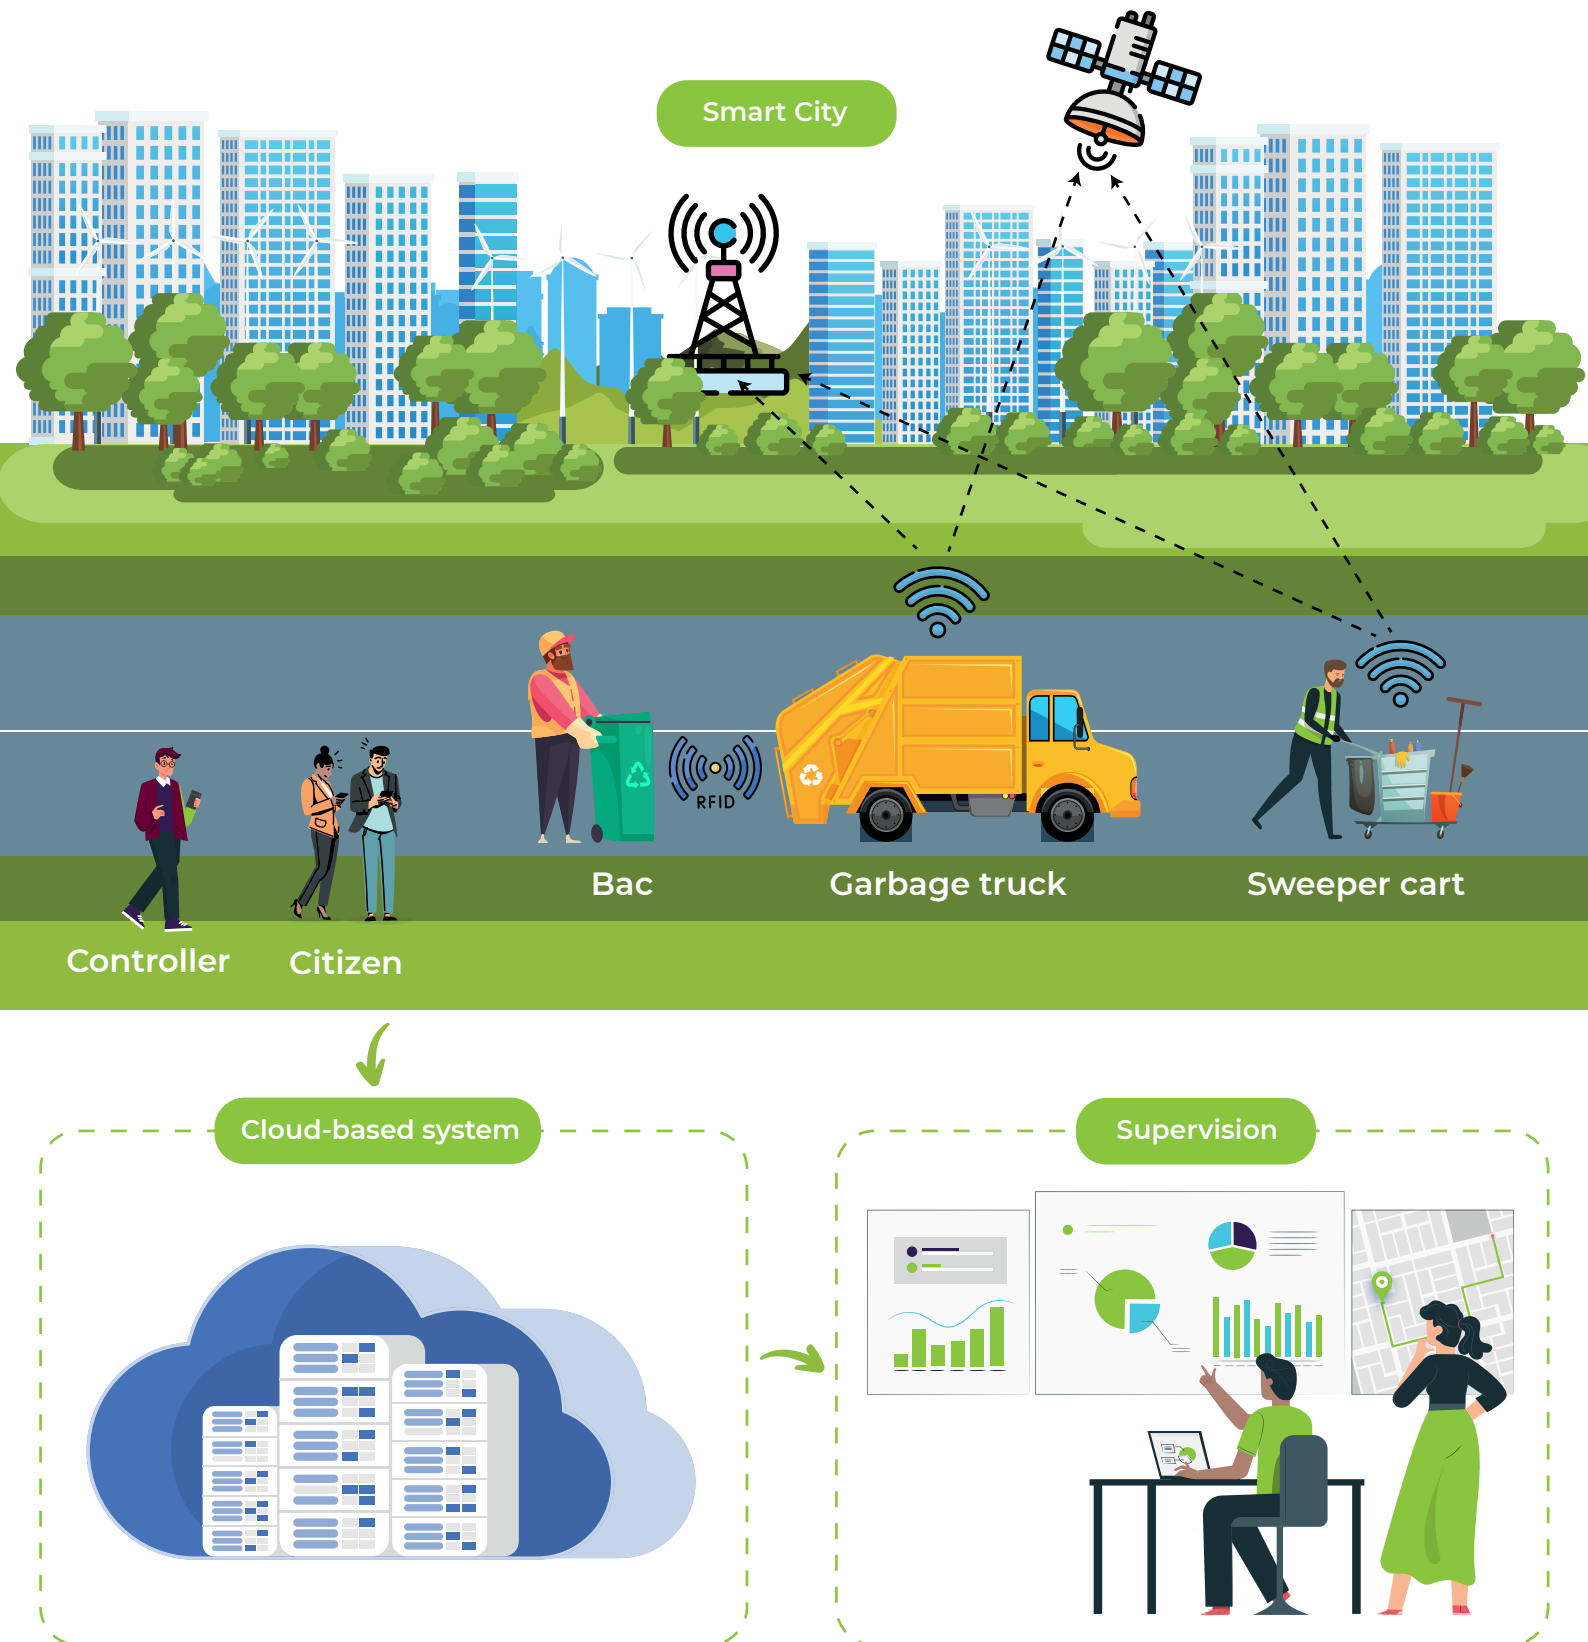 Smart City
RFID
Bac
Garbage truck
Sweeper cart
Controller
Citizen
Cloud-based system
Supervision